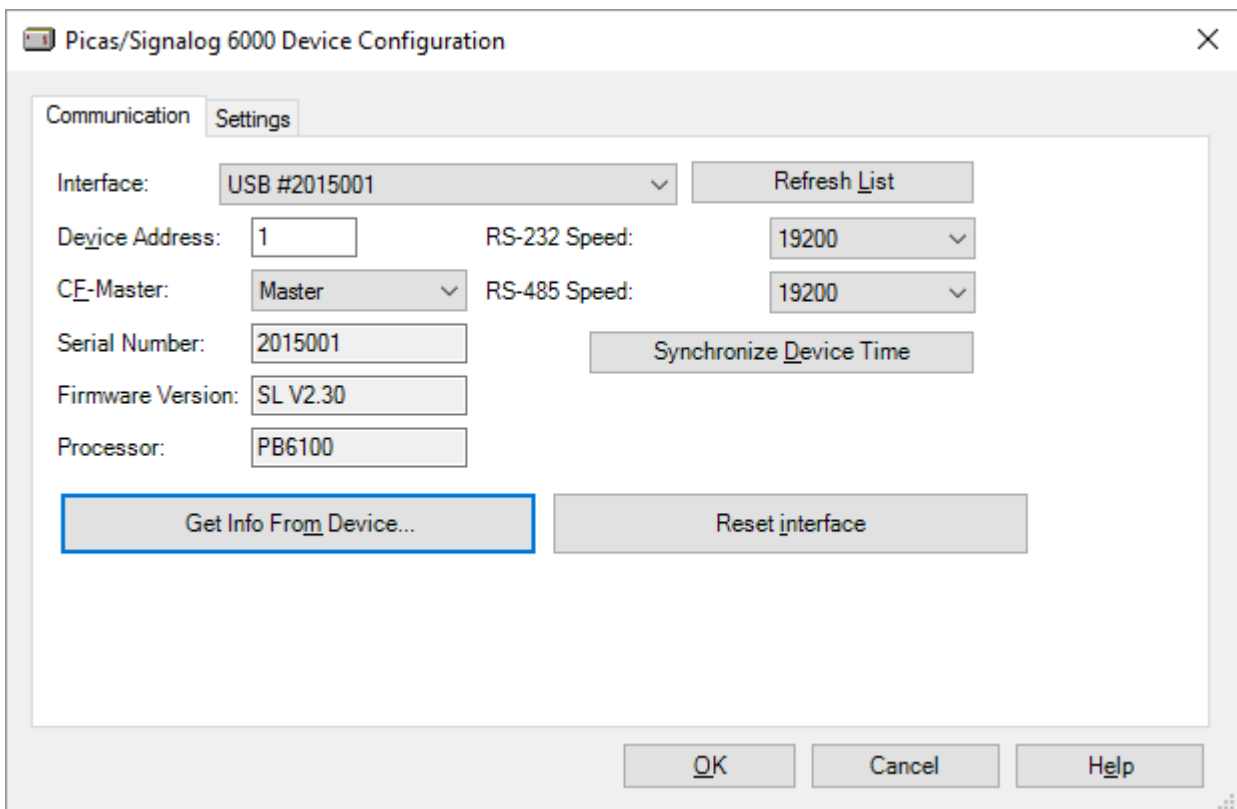 Picas/Signalog 6000 Device Configuration
Communication Settings
Interface: USB #2015001 Refresh List
Device Address: 1 RS-232 Speed: 19200
CF-Master: Master RS-485 Speed: 19200
Serial Number: 2015001 Synchronize Device Time
Firmware Version: SL V2.30
Processor: PB6100
Get Info From Device... Reset interface
OK Cancel Help